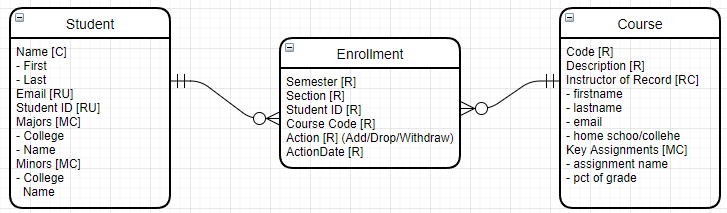 Student
Name [C]
- First
- Last
Email [RU]
Student ID [RU]
Majors [MC]
- College
- Name
Minors [MC]
- College
Name
Enrollment
Semester [R]
Section [R]
Student ID [R]
Course Code [R]
Action [R] (Add/Drop/Withdraw)
ActionDate [R]
Course
Code [R]
Description [R]
Instructor of Record [RC]
- firstname
- lastname
- email
- home schoo/collehe
Key Assignments [MC]
- assignment name
- pct of grade